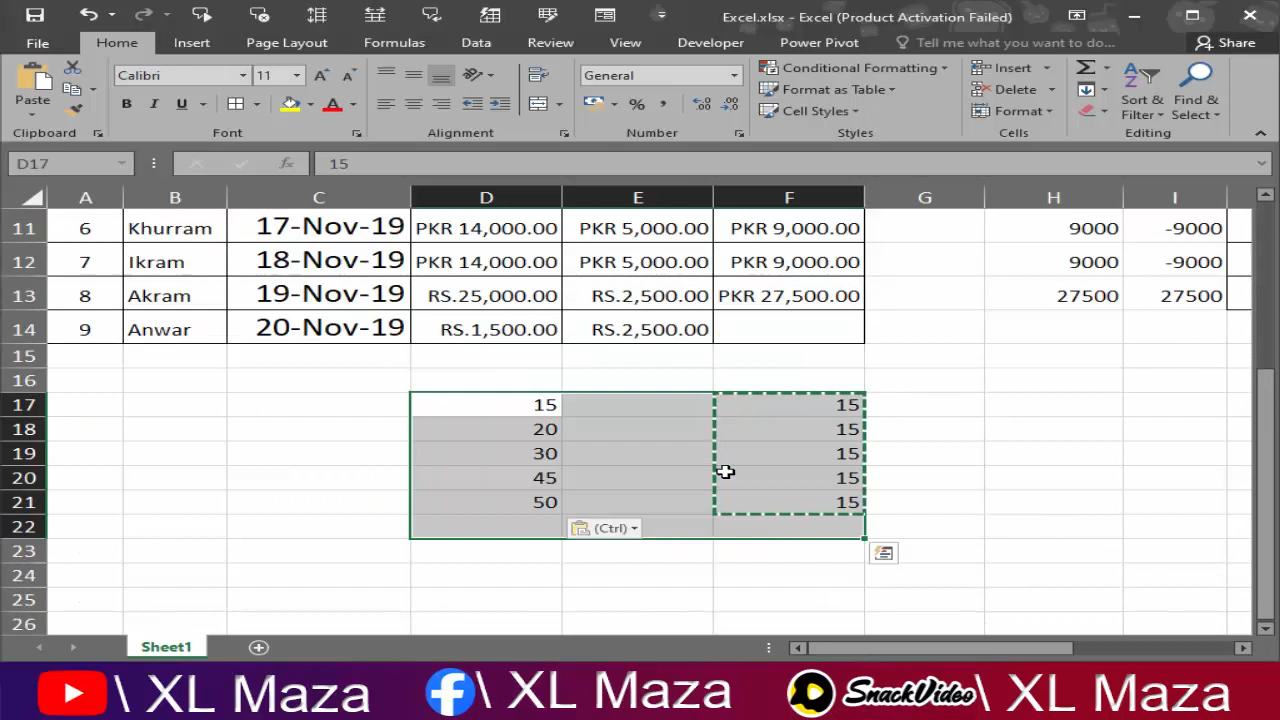 Excel.xlsx - Excel (Product Activation Failed)
File Home Insert Page Layout Formulas Data Review View Developer Power Pivot Tell me what you want to do... Share
Paste Calibri 11 General Conditional Formatting Insert
B I U % , Format as Table Delete Sort & Find &
Cell Styles Format Filter Select
Clipboard Font Alignment Number Styles Cells Editing
D17 fx 15
A B C D E F G H I
11 6 Khurram 17-Nov-19 PKR 14,000.00 PKR 5,000.00 PKR 9,000.00 9000 -9000
12 7 Ikram 18-Nov-19 PKR 14,000.00 PKR 5,000.00 PKR 9,000.00 9000 -9000
13 8 Akram 19-Nov-19 RS.25,000.00 RS.2,500.00 PKR 27,500.00 27500 27500
14 9 Anwar 20-Nov-19 RS.1,500.00 RS.2,500.00
15
16
17 15 15
18 20 15
19 30 15
20 45 15
21 50 15
22 (Ctrl)
23
24
25
26
Sheet1
\ XL Maza \ XL Maza SnackVideo \ XL Maza